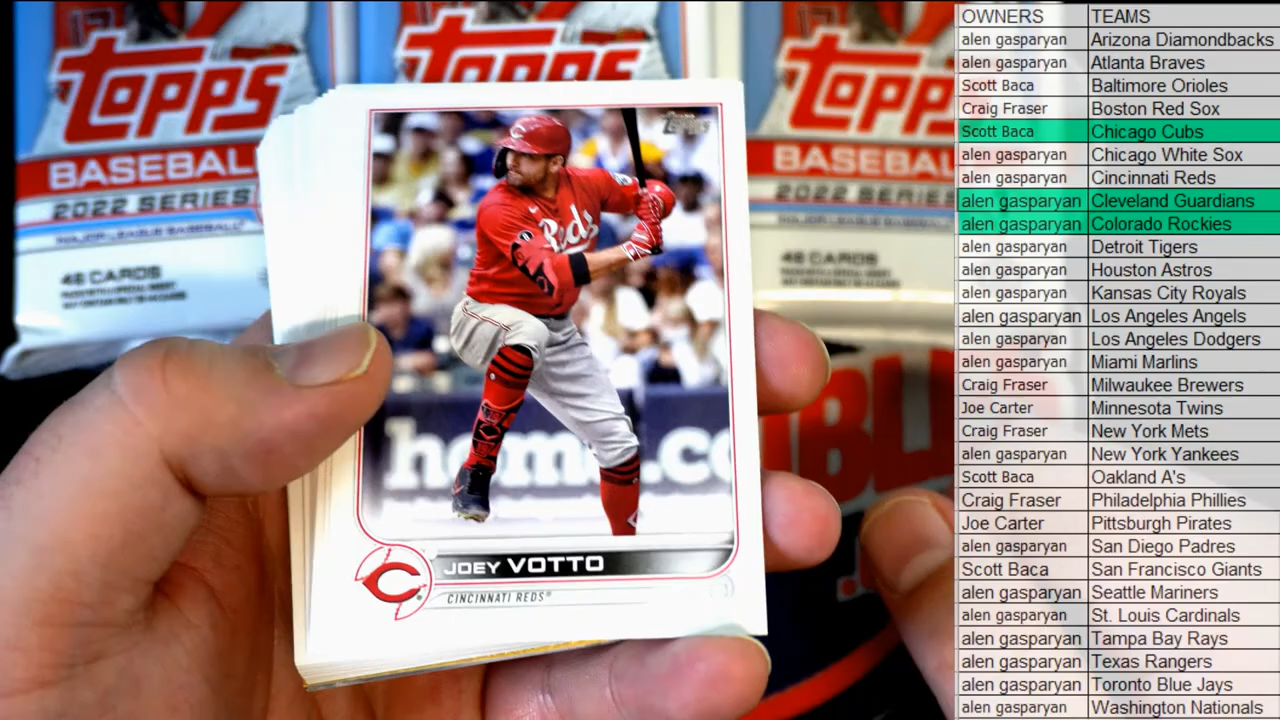 TOPPS
BASEBALL
2022 SERIES
MAJOR LEAGUE BASEBALL
46 CARDS
TOPPS
TOPPS
BASEBALL
2022 SERIES
46 CARDS
Topps
Reds
home .co
JOEY VOTTO
C
CINCINNATI REDS®
OWNERS TEAMS
alen gasparyan Arizona Diamondbacks
alen gasparyan Atlanta Braves
Scott Baca Baltimore Orioles
Craig Fraser Boston Red Sox
Scott Baca Chicago Cubs
alen gasparyan Chicago White Sox
alen gasparyan Cincinnati Reds
alen gasparyan Cleveland Guardians
alen gasparyan Colorado Rockies
alen gasparyan Detroit Tigers
alen gasparyan Houston Astros
alen gasparyan Kansas City Royals
alen gasparyan Los Angeles Angels
alen gasparyan Los Angeles Dodgers
alen gasparyan Miami Marlins
Craig Fraser Milwaukee Brewers
Joe Carter Minnesota Twins
Craig Fraser New York Mets
alen gasparyan New York Yankees
Scott Baca Oakland A's
Craig Fraser Philadelphia Phillies
Joe Carter Pittsburgh Pirates
alen gasparyan San Diego Padres
Scott Baca San Francisco Giants
alen gasparyan Seattle Mariners
alen gasparyan St. Louis Cardinals
alen gasparyan Tampa Bay Rays
alen gasparyan Texas Rangers
alen gasparyan Toronto Blue Jays
alen gasparyan Washington Nationals